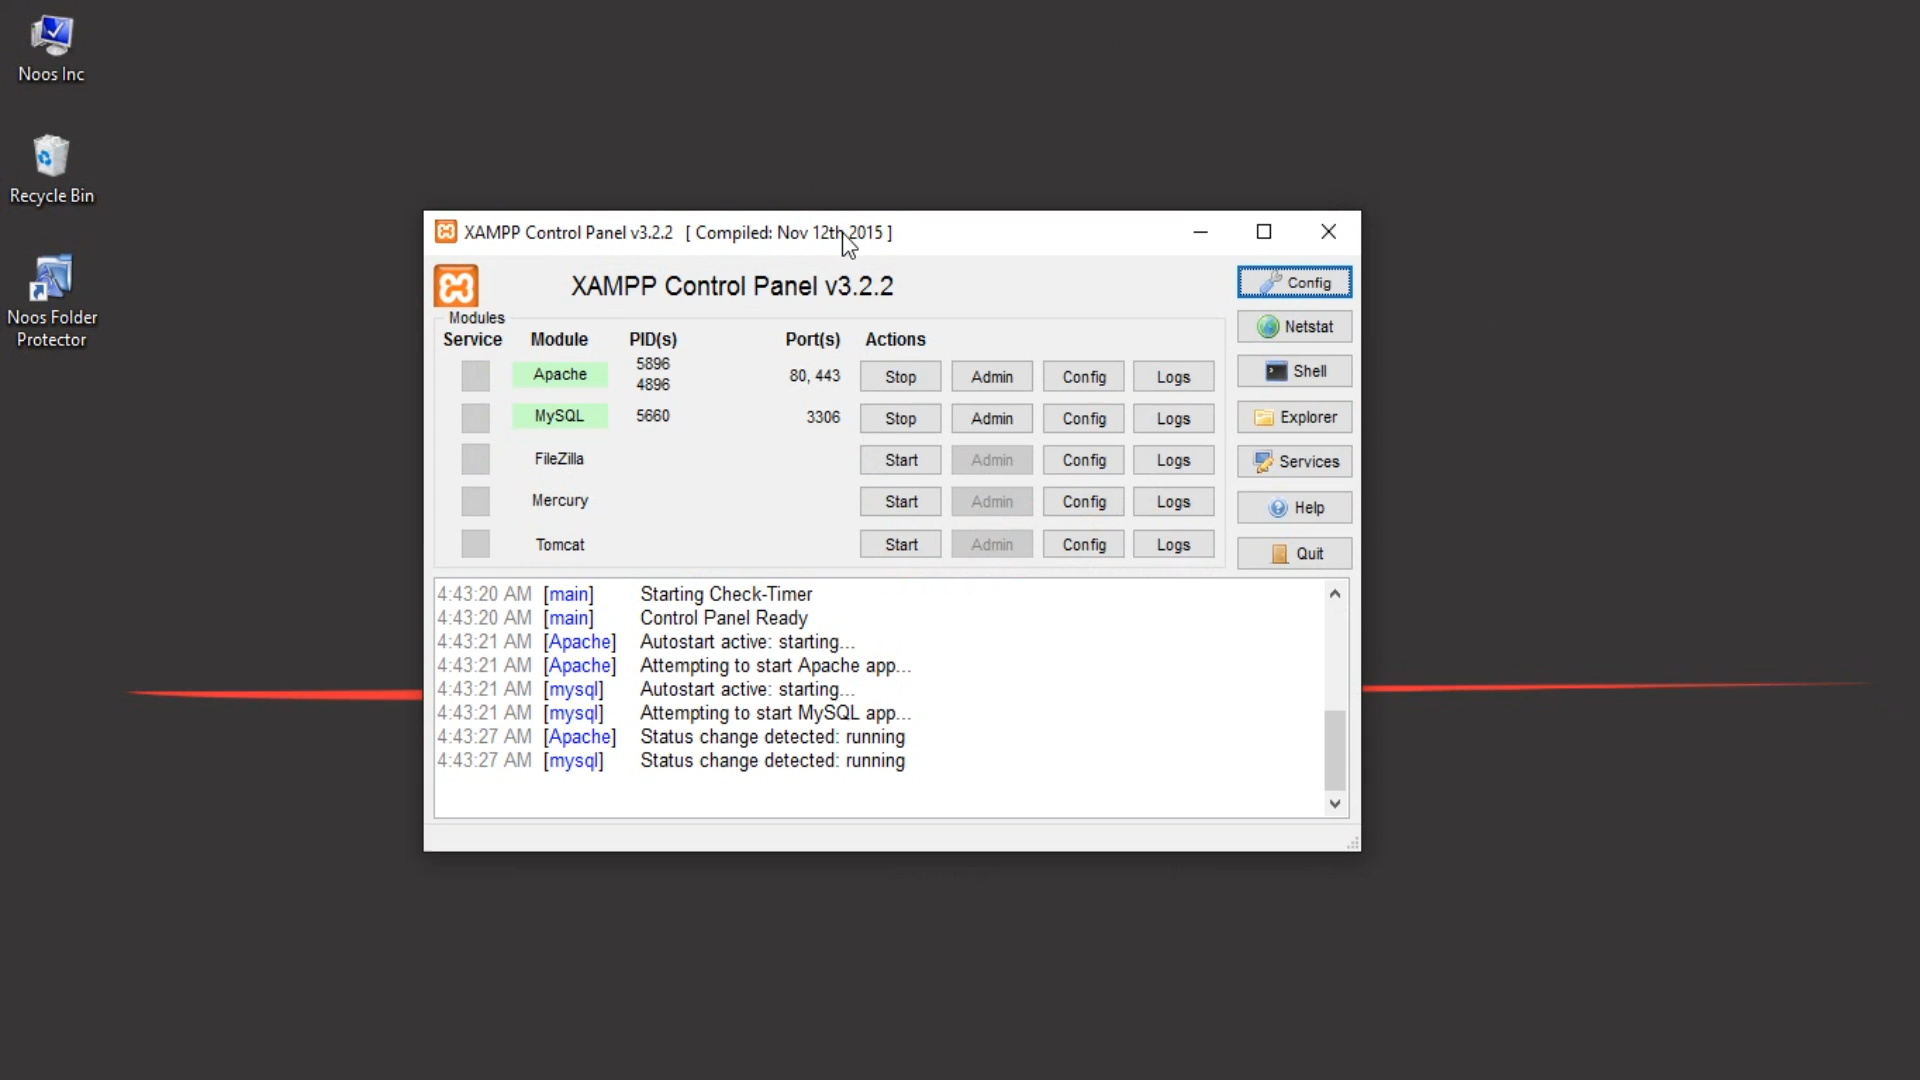 Noos Inc
Recycle Bin
Noos Folder
Protector
XAMPP Control Panel v3.2.2 [ Compiled: Nov 12th 2015 ]
XAMPP Control Panel v3.2.2
Config
Modules
Service Module PID(s) Port(s) Actions
Netstat
Apache 5896 4896 80, 443 Stop Admin Config Logs
Shell
MySQL 5660 3306 Stop Admin Config Logs
Explorer
FileZilla Start Admin Config Logs
Services
Mercury Start Admin Config Logs
Help
Tomcat Start Admin Config Logs
Quit
4:43:20 AM [main] Starting Check-Timer
4:43:20 AM [main] Control Panel Ready
4:43:21 AM [Apache] Autostart active: starting...
4:43:21 AM [Apache] Attempting to start Apache app...
4:43:21 AM [mysql] Autostart active: starting...
4:43:21 AM [mysql] Attempting to start MySQL app...
4:43:27 AM [Apache] Status change detected: running
4:43:27 AM [mysql] Status change detected: running